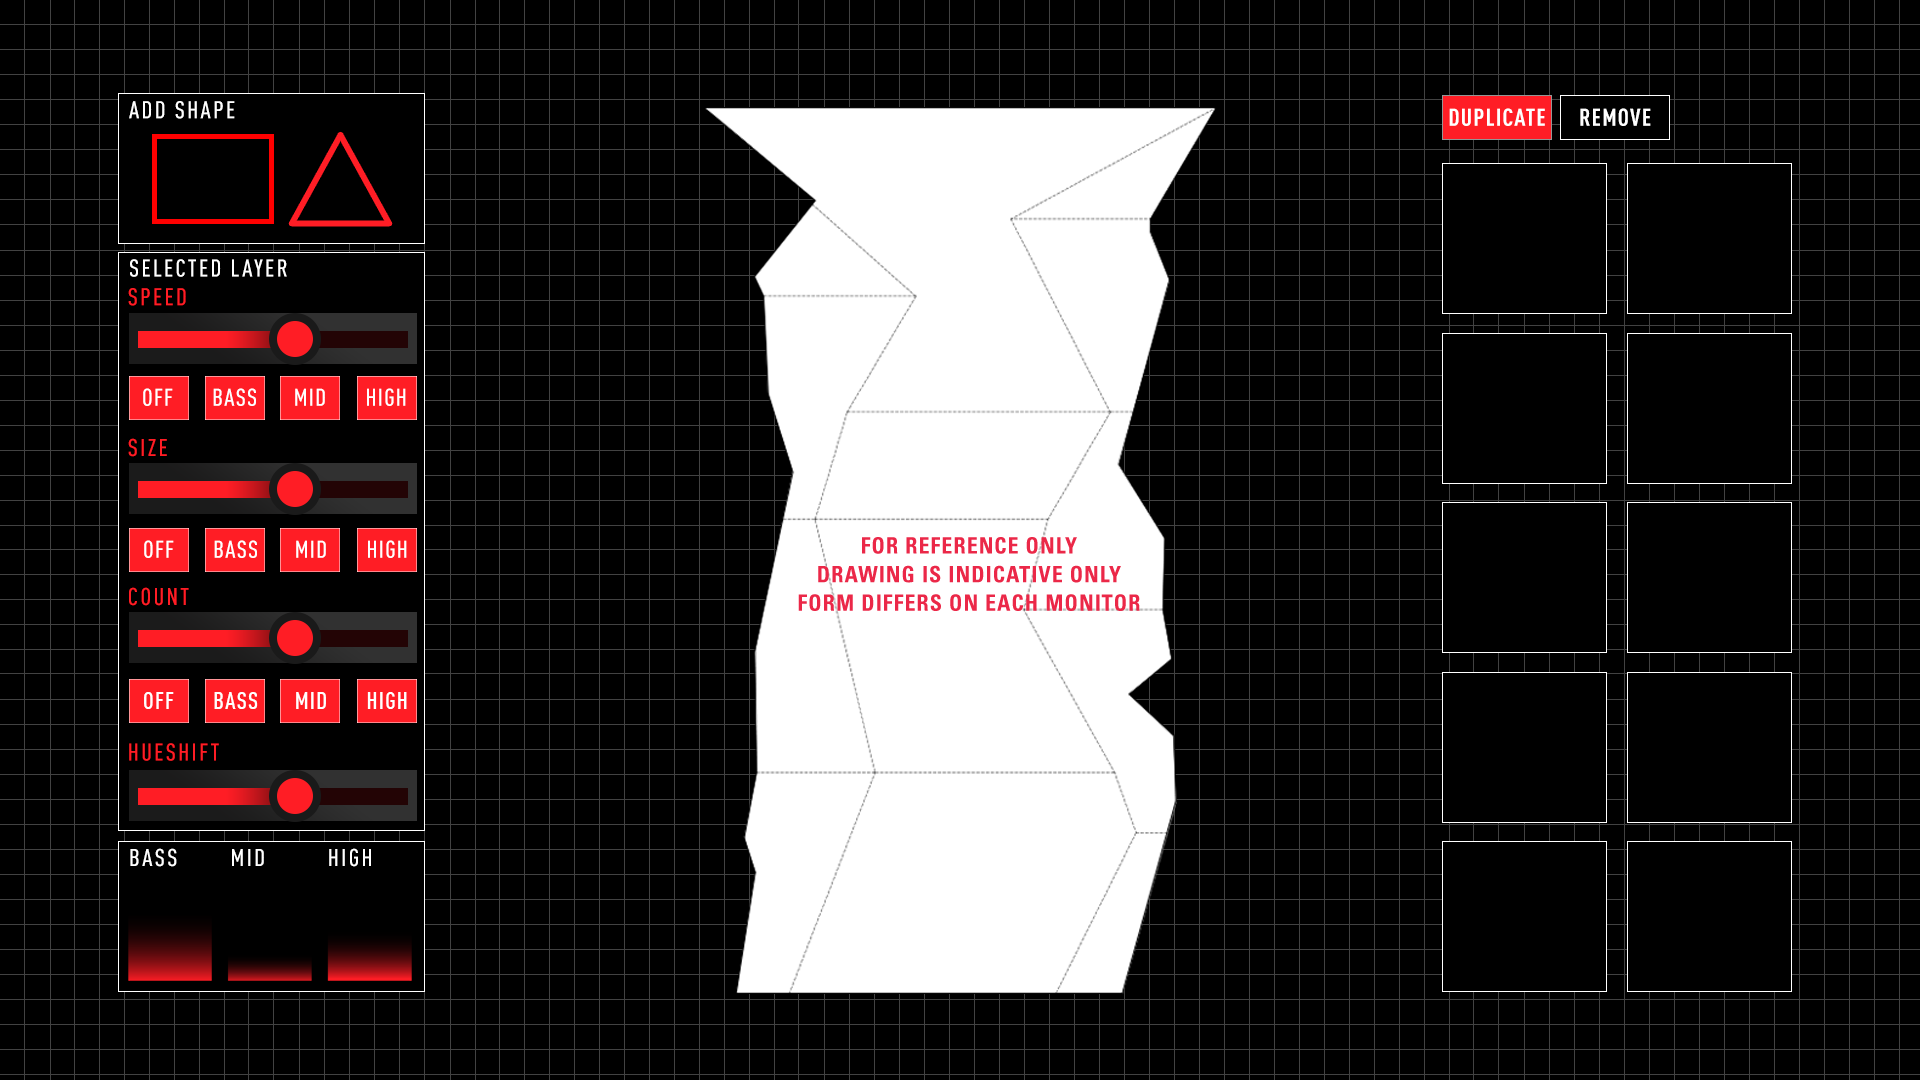 ADD SHAPE
SELECTED LAYER
SPEED
OFF BASS MID HIGH
SIZE
OFF BASS MID HIGH
COUNT
OFF BASS MID HIGH
HUESHIFT
BASS MID HIGH
FOR REFERENCE ONLY
DRAWING IS INDICATIVE ONLY
FORM DIFFERS ON EACH MONITOR
DUPLICATE REMOVE